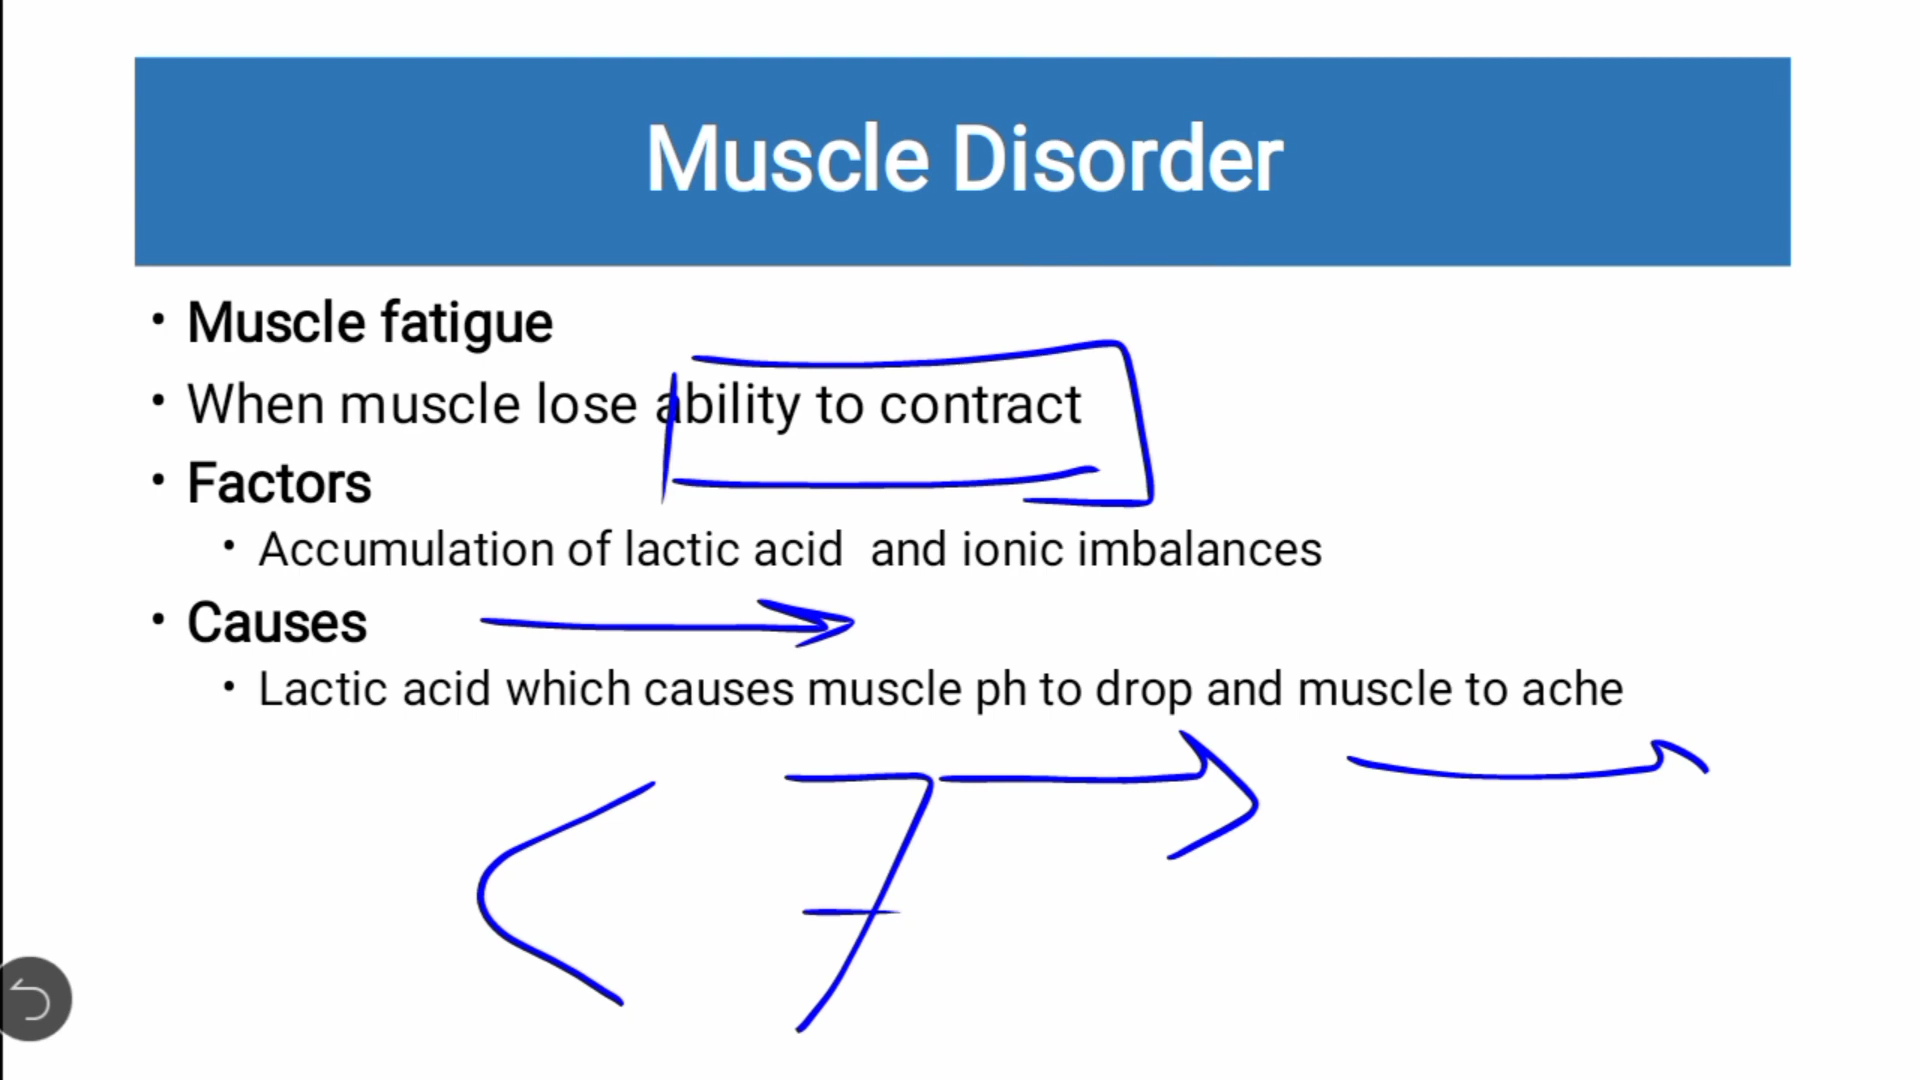 Muscle Disorder
• Muscle fatigue
• When muscle lose ability to contract
• Factors
• Accumulation of lactic acid and ionic imbalances
• Causes
• Lactic acid which causes muscle ph to drop and muscle to ache
< 7